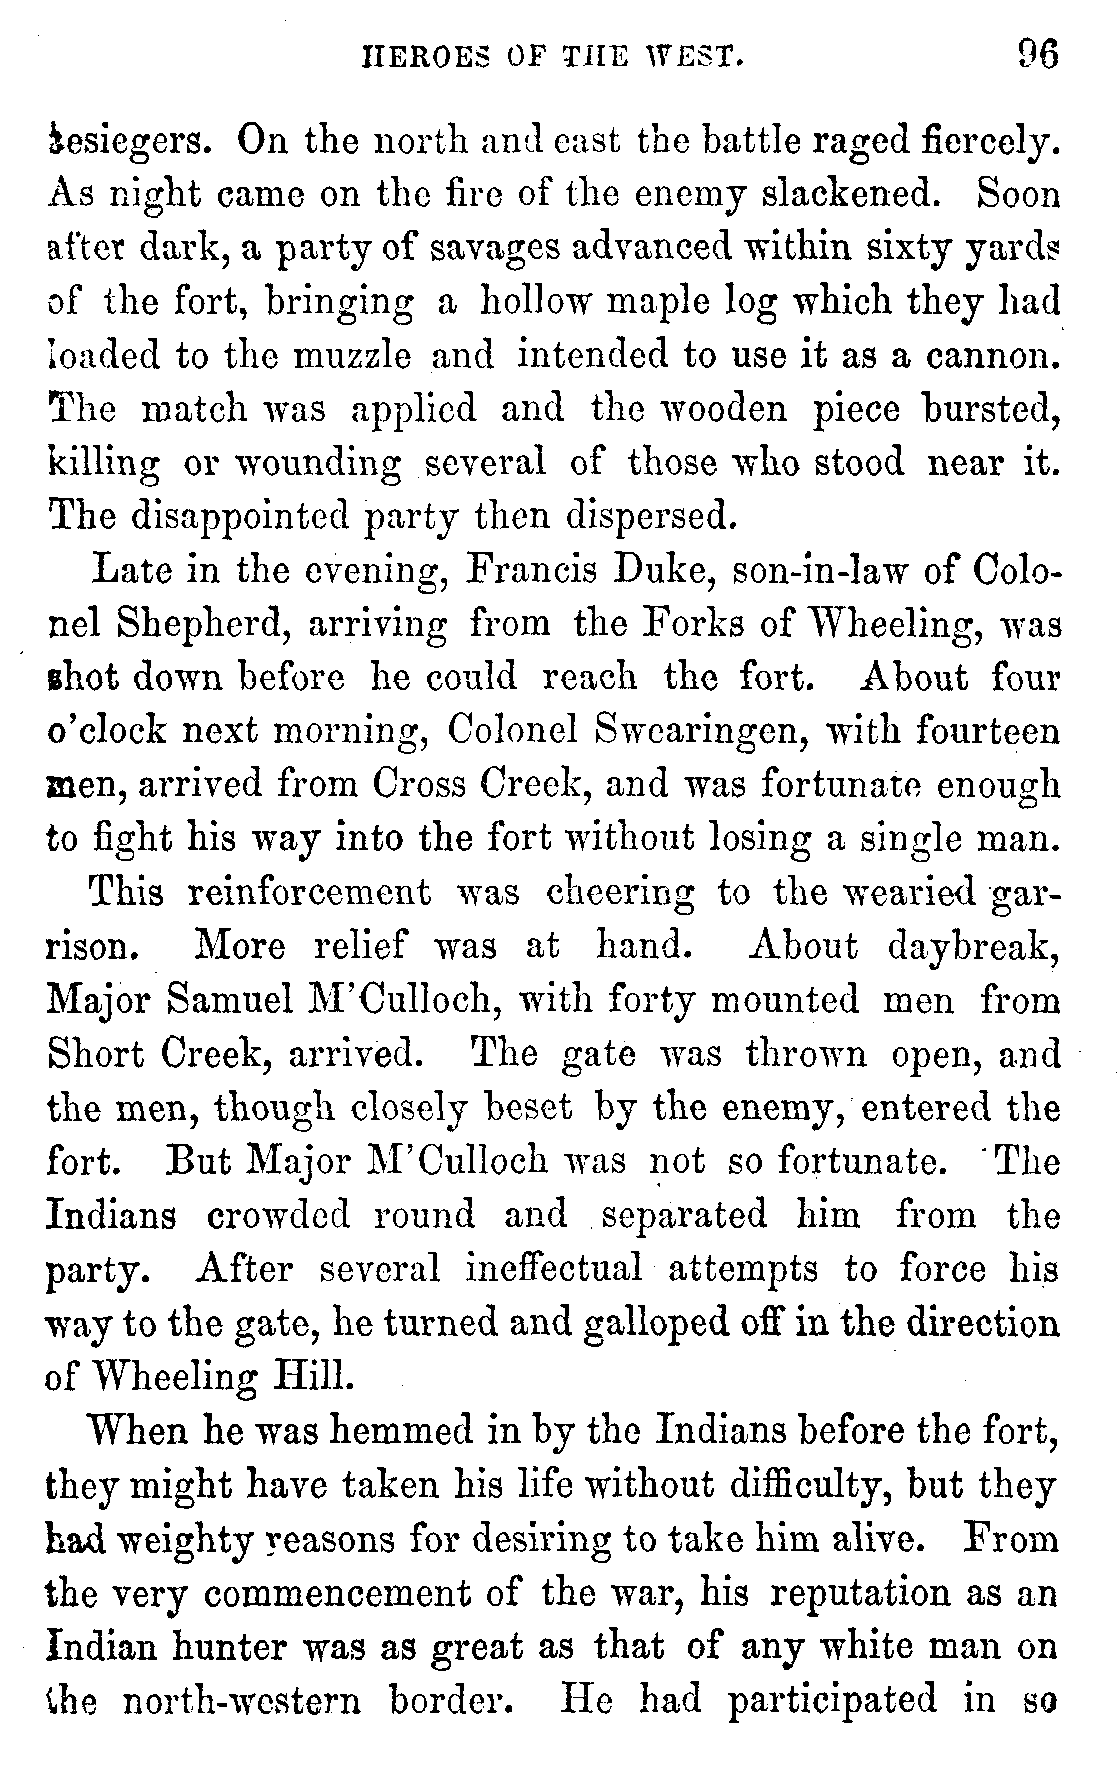 HEROES OF THE WEST. 96
besiegers. On the north and east the battle raged fiercely.
As night came on the fire of the enemy slackened. Soon
after dark, a party of savages advanced within sixty yards
of the fort, bringing a hollow maple log which they had
loaded to the muzzle and intended to use it as a cannon.
The match was applied and the wooden piece bursted,
killing or wounding several of those who stood near it.
The disappointed party then dispersed.
Late in the evening, Francis Duke, son-in-law of Colo-
nel Shepherd, arriving from the Forks of Wheeling, was
shot down before he could reach the fort. About four
o'clock next morning, Colonel Swearingen, with fourteen
men, arrived from Cross Creek, and was fortunate enough
to fight his way into the fort without losing a single man.
This reinforcement was cheering to the wearied gar-
rison. More relief was at hand. About daybreak,
Major Samuel M'Culloch, with forty mounted men from
Short Creek, arrived. The gate was thrown open, and
the men, though closely beset by the enemy, entered the
fort. But Major M'Culloch was not so fortunate. The
Indians crowded round and separated him from the
party. After several ineffectual attempts to force his
way to the gate, he turned and galloped off in the direction
of Wheeling Hill.
When he was hemmed in by the Indians before the fort,
they might have taken his life without difficulty, but they
had weighty reasons for desiring to take him alive. From
the very commencement of the war, his reputation as an
Indian hunter was as great as that of any white man on
the north-western border. He had participated in so